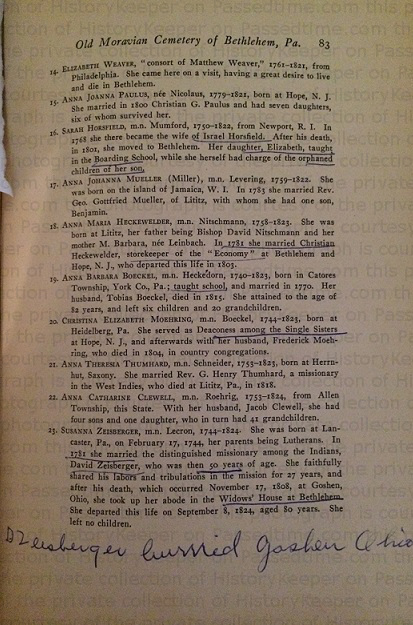 Old Moravian Cemetery of Bethlehem, Pa. 83
14. ELIZABETH WEAVER, "consort of Matthew Weaver," 1761–1821, from
Philadelphia. She came here on a visit, having a great desire to live
and die in Bethlehem.
15. ANNA JOANNA PAULUS, née Nicolaus, 1779–1821, born at Hope, N. J.
She married in 1800 Christian G. Paulus and had seven daughters,
six of whom survived her.
16. SARAH HORSFIELD, m.n. Mumford, 1750–1822, from Newport, R. I. In
1768 she there became the wife of Israel Horsfield. After his death,
in 1801, she moved to Bethlehem. Her daughter, Elizabeth, taught
in the Boarding School, while she herself had charge of the orphaned
children of her son,
17. ANNA JOHANNA MUELLER (Miller), m.n. Levering, 1759–1822. She
was born on the island of Jamaica, W. I. In 1783 she married Rev.
Geo. Gottfried Mueller, of Lititz, with whom she had one son,
Benjamin.
18. ANNA MARIA HECKEWELDER, m.n. Nitschmann, 1758–1823. She was
born at Lititz, her father being Bishop David Nitschmann and her
mother M. Barbara, née Leinbach. In 1781 she married Christian
Heckewelder, storekeeper of the "Economy" at Bethlehem and
Hope, N. J., who departed this life in 1803.
19. ANNA BARBARA BOECKEL, m.n. Heckedorn, 1740–1823, born in Catores
Township, York Co., Pa.; taught school, and married in 1770. Her
husband, Tobias Boeckel, died in 1815. She attained to the age of
82 years, and left six children and 20 grandchildren.
20. CHRISTINA ELIZABETH MOEHRING, m.n. Boeckel, 1744–1823, born at
Heidelberg, Pa. She served as Deaconess among the Single Sisters
at Hope, N. J., and afterwards with her husband, Frederick Moeh-
ring, who died in 1804, in country congregations.
21. ANNA THERESIA THUMHARD, m.n. Schneider, 1753–1823, born at Herrn-
hut, Saxony. She married Rev. G. Henry Thumhard, a missionary
in the West Indies, who died at Lititz, Pa., in 1818.
22. ANNA CATHARINE CLEWELL, m.n. Roehrig, 1753–1824, from Allen
Township, this State. With her husband, Jacob Clewell, she had
four sons and one daughter, who in turn had 41 grandchildren.
23. SUSANNA ZEISBERGER, m.n. Lecron, 1744–1824. She was born at Lan-
caster, Pa., on February 17, 1744, her parents being Lutherans. In
1781 she married the distinguished missionary among the Indians,
David Zeisberger, who was then 50 years of age. She faithfully
shared his labors and tribulations in the mission for 27 years, and
after his death, which occurred November 17, 1808, at Goshen,
Ohio, she took up her abode in the Widows' House at Bethlehem.
She departed this life on September 8, 1824, aged 80 years. She
left no children.
D Zeisberger burried Goshen Ohio